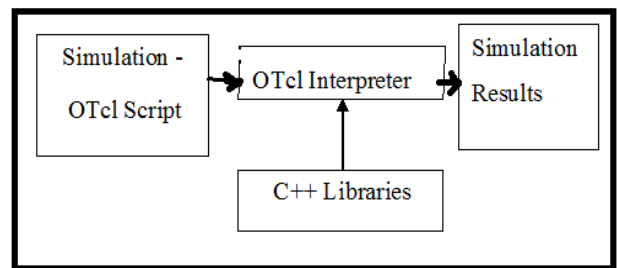 Simulation -
OTcl Script
OTcl Interpreter
Simulation
Results
C++ Libraries